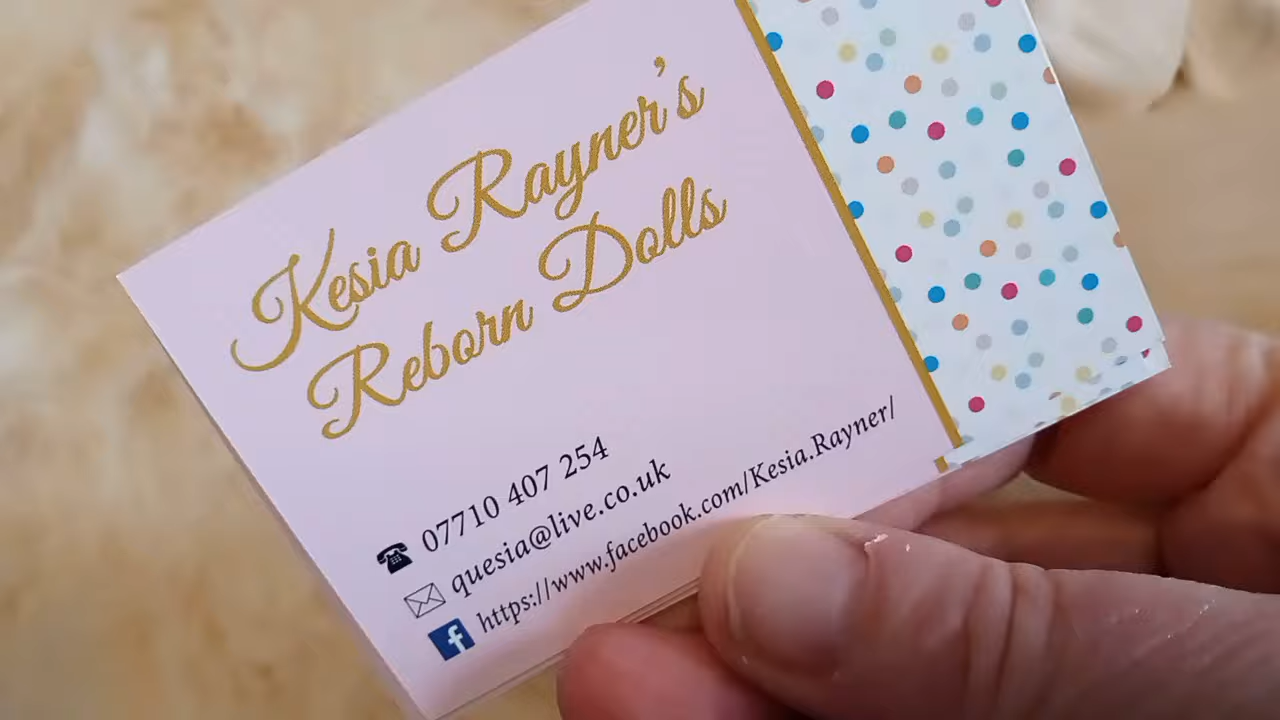 Kesia Rayner's
Reborn Dolls
07710 407 254
quesia@live.co.uk
https://www.facebook.com/Kesia.Rayner/